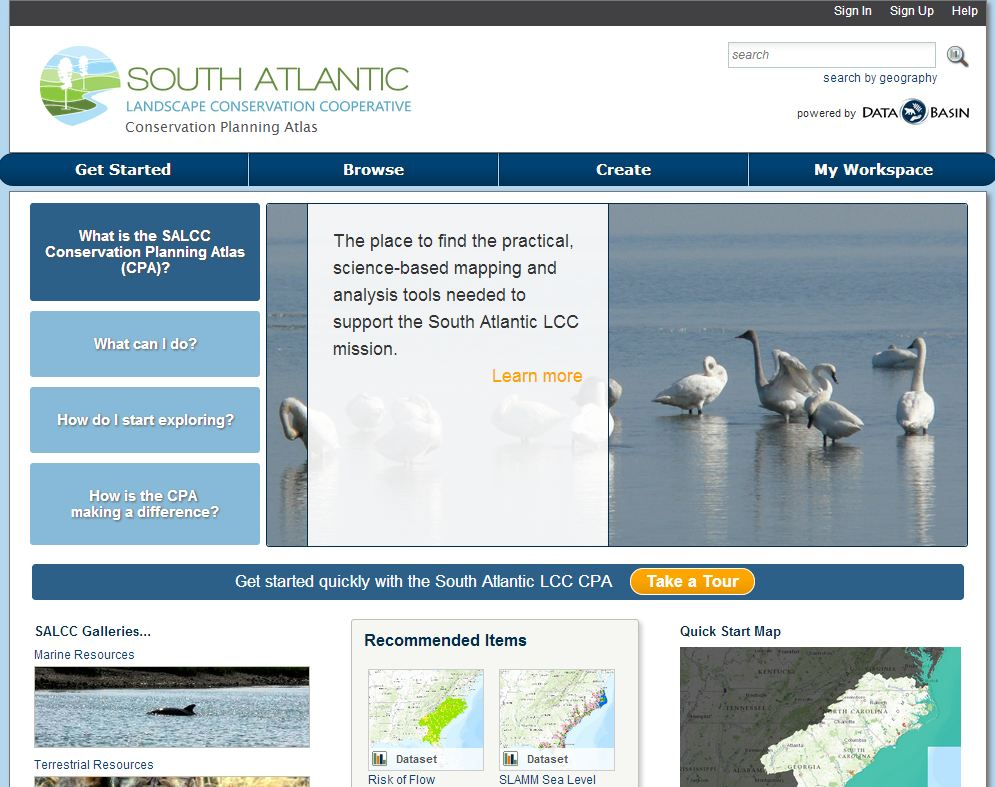 Sign In Sign Up Help
SOUTH ATLANTIC
LANDSCAPE CONSERVATION COOPERATIVE
Conservation Planning Atlas
search
search by geography
powered by DATA BASIN
Get Started Browse Create My Workspace
What is the SALCC
Conservation Planning Atlas
(CPA)?
What can I do?
How do I start exploring?
How is the CPA
making a difference?
The place to find the practical,
science-based mapping and
analysis tools needed to
support the South Atlantic LCC
mission.
Learn more
Get started quickly with the South Atlantic LCC CPA Take a Tour
SALCC Galleries...
Marine Resources
Terrestrial Resources
Recommended Items
Dataset
Risk of Flow
Dataset
SLAMM Sea Level
Quick Start Map
KENTUCKY
VIRGINIA
TENNESSEE
NORTH CAROLINA
Charlotte
Atlanta
Columbia
SOUTH
CAROLINA
ALABAMA
GEORGIA